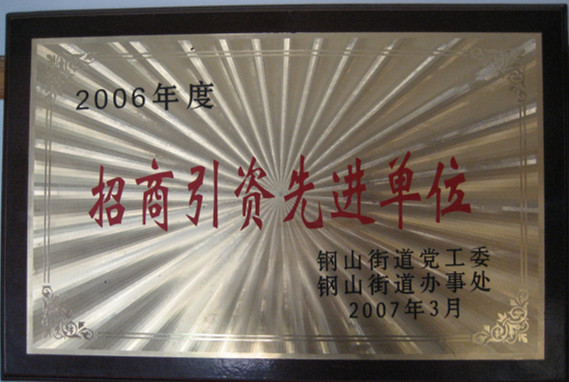 2006年度
招商引资先进单位
钢山街道党工委
钢山街道办事处
2007年3月